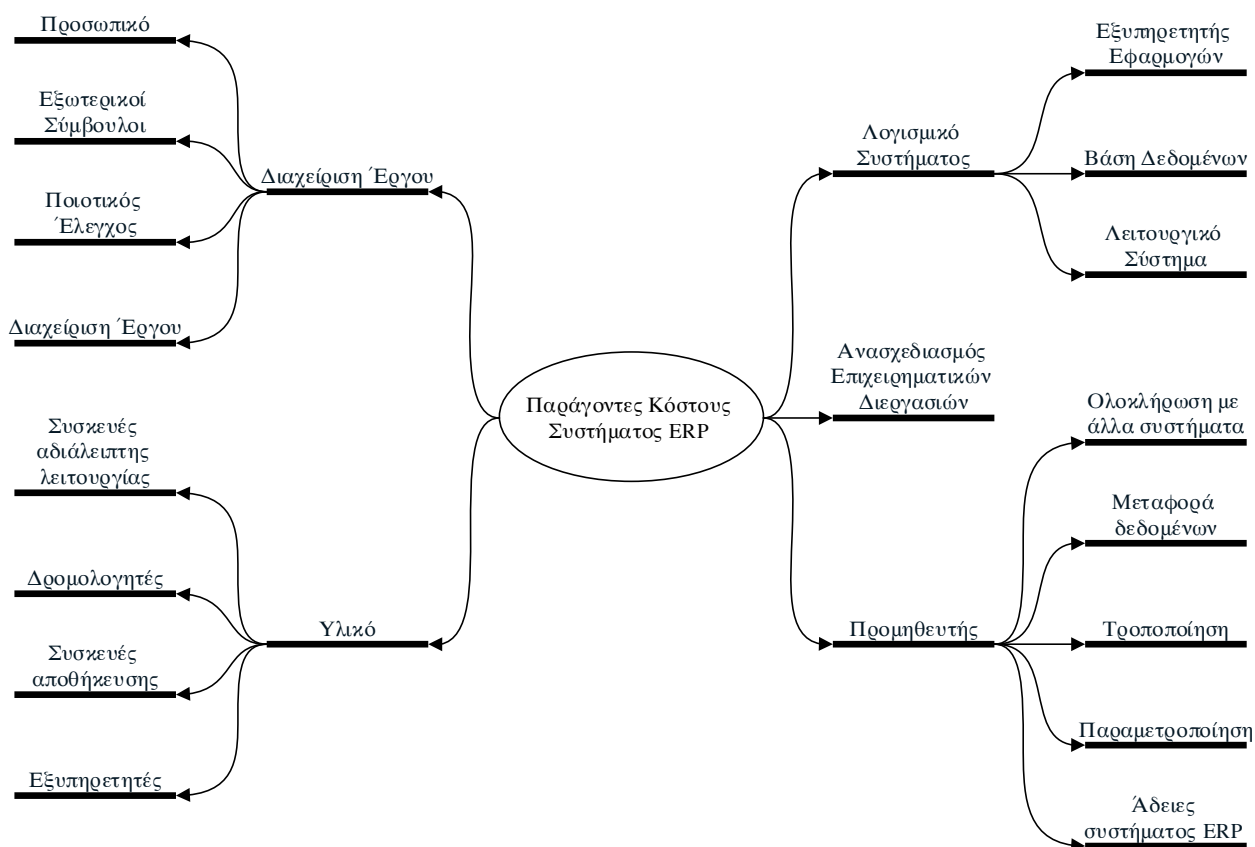 Προσωπικό
Εξωτερικοί
Σύμβουλοι
Ποιοτικός
Έλεγχος
Διαχείριση Έργου
Διαχείριση Έργου
Συσκευές
αδιάλειπτης
λειτουργίας
Δρομολογητές
Συσκευές
αποθήκευσης
Εξυπηρετητές
Υλικό
Παράγοντες Κόστους
Συστήματος ERP
Λογισμικό
Συστήματος
Εξυπηρετητής
Εφαρμογών
Βάση Δεδομένων
Λειτουργικό
Σύστημα
Ανασχεδιασμός
Επιχειρηματικών
Διεργασιών
Προμηθευτής
Ολοκλήρωση με
άλλα συστήματα
Μεταφορά
δεδομένων
Τροποποίηση
Παραμετροποίηση
Άδειες
συστήματος ERP